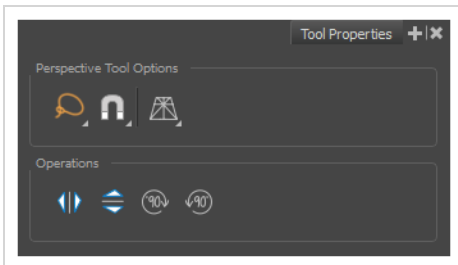 Tool Properties
Perspective Tool Options
Operations
90
90